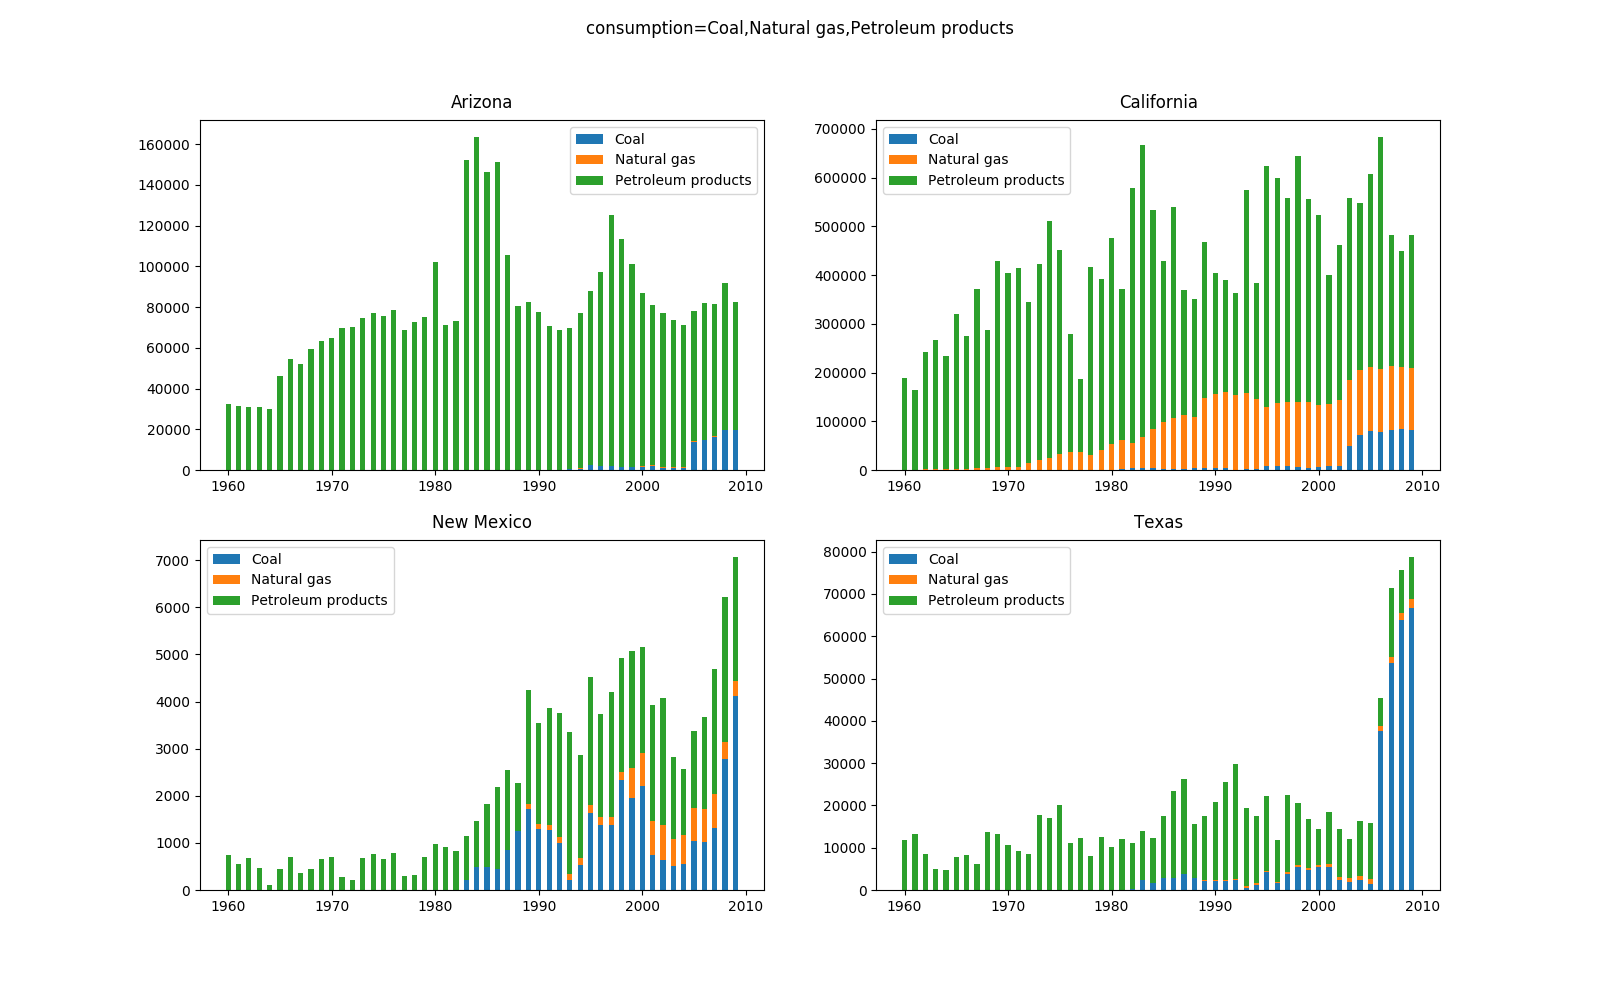 consumption=Coal,Natural gas,Petroleum products
Arizona
160000
140000
120000
100000
80000
60000
40000
20000
0
1960 1970 1980 1990 2000 2010
Coal
Natural gas
Petroleum products
California
700000
600000
500000
400000
300000
200000
100000
0
1960 1970 1980 1990 2000 2010
Coal
Natural gas
Petroleum products
New Mexico
7000
6000
5000
4000
3000
2000
1000
0
1960 1970 1980 1990 2000 2010
Coal
Natural gas
Petroleum products
Texas
80000
70000
60000
50000
40000
30000
20000
10000
0
1960 1970 1980 1990 2000 2010
Coal
Natural gas
Petroleum products